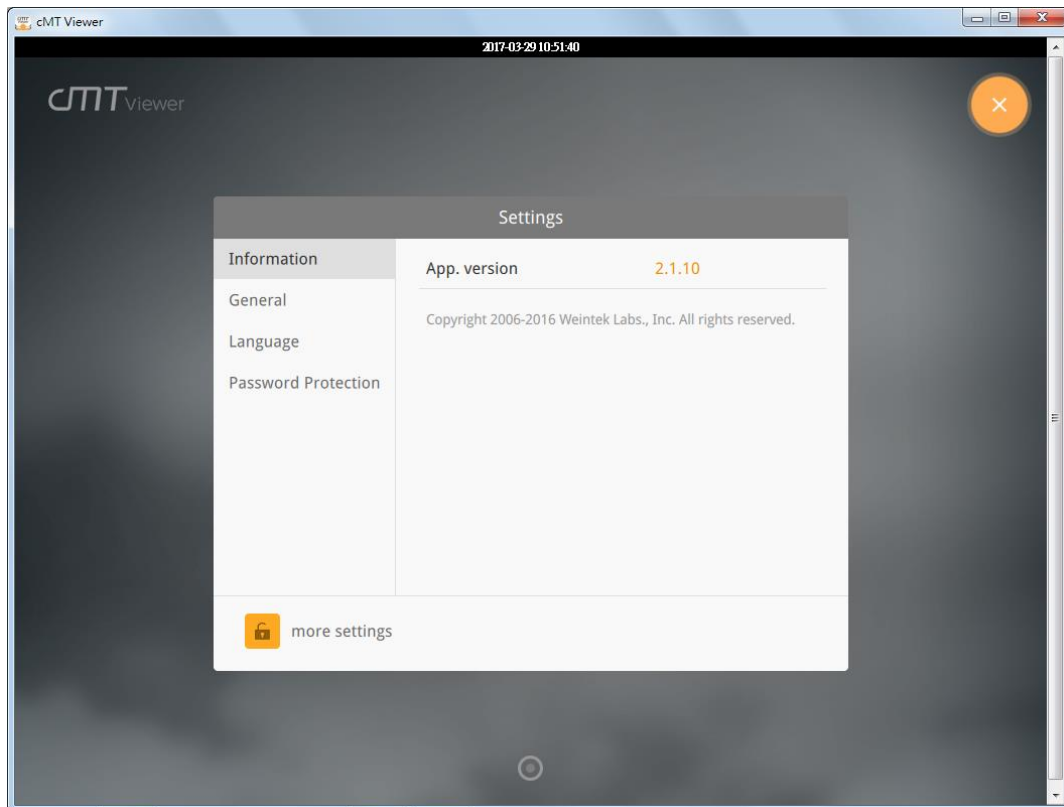 cMT Viewer
2017-03-29 10:51:40
cMT Viewer
Settings
Information
App. version 2.1.10
General
Copyright 2006-2016 Weintek Labs., Inc. All rights reserved.
Language
Password Protection
more settings